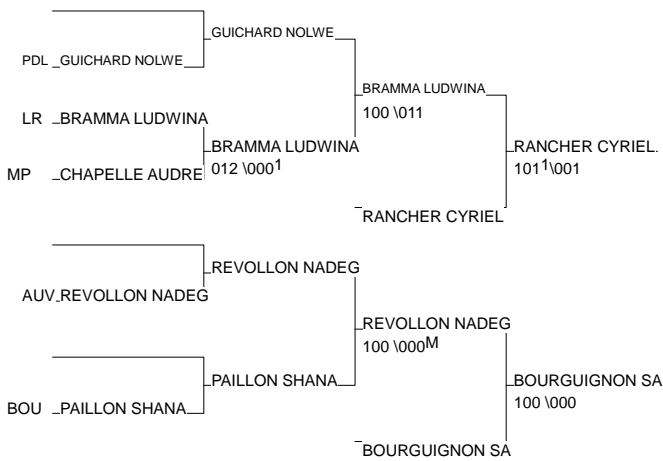 GUICHARD NOLWE
PDL GUICHARD NOLWE
BRAMMA LUDWINA
100 \011
LR BRAMMA LUDWINA
BRAMMA LUDWINA
012 \000¹
RANCHER CYRIEL.
101¹\001
MP CHAPELLE AUDRE
RANCHER CYRIEL
REVOLLON NADEG
AUV REVOLLON NADEG
REVOLLON NADEG
100 \000ᴹ
PAILLON SHANA
BOURGUIGNON SA
100 \000
BOU PAILLON SHANA
BOURGUIGNON SA